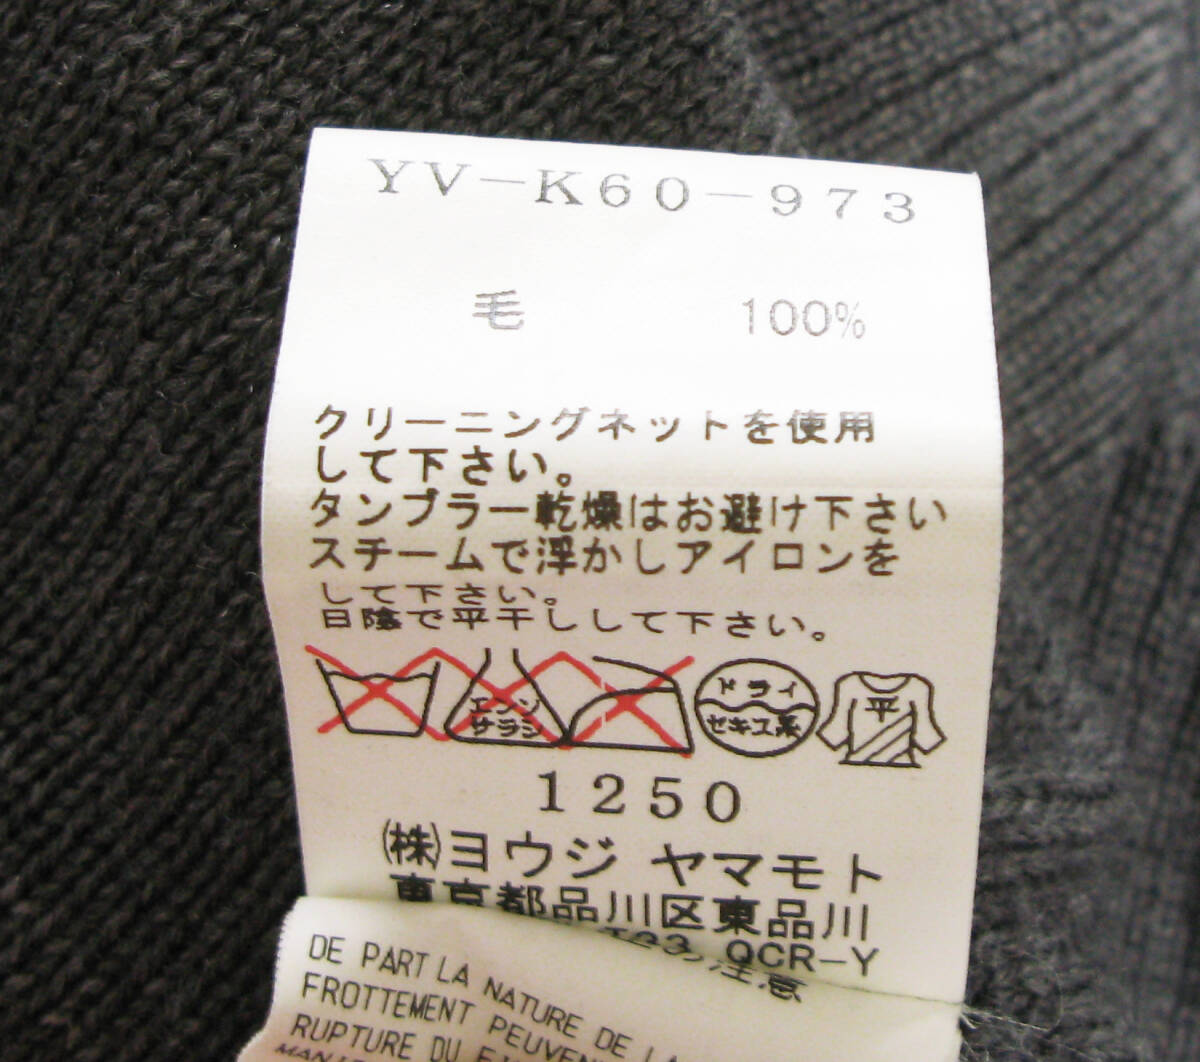 YV-K60-973
毛 100%
クリーニングネットを使用
して下さい。
タンブラー乾燥はお避け下さい
スチームで浮かしアイロンを
して下さい。
日陰で平干しして下さい。
エンソ
サラシ
ドライ
セキユ系
平
1250
㈱ヨウジ ヤマモト
東京都品川区東品川
QCR-Y
注意
DE PART LA NATURE DE
FROTTEMENT PEUVEN
RUPTURE DU